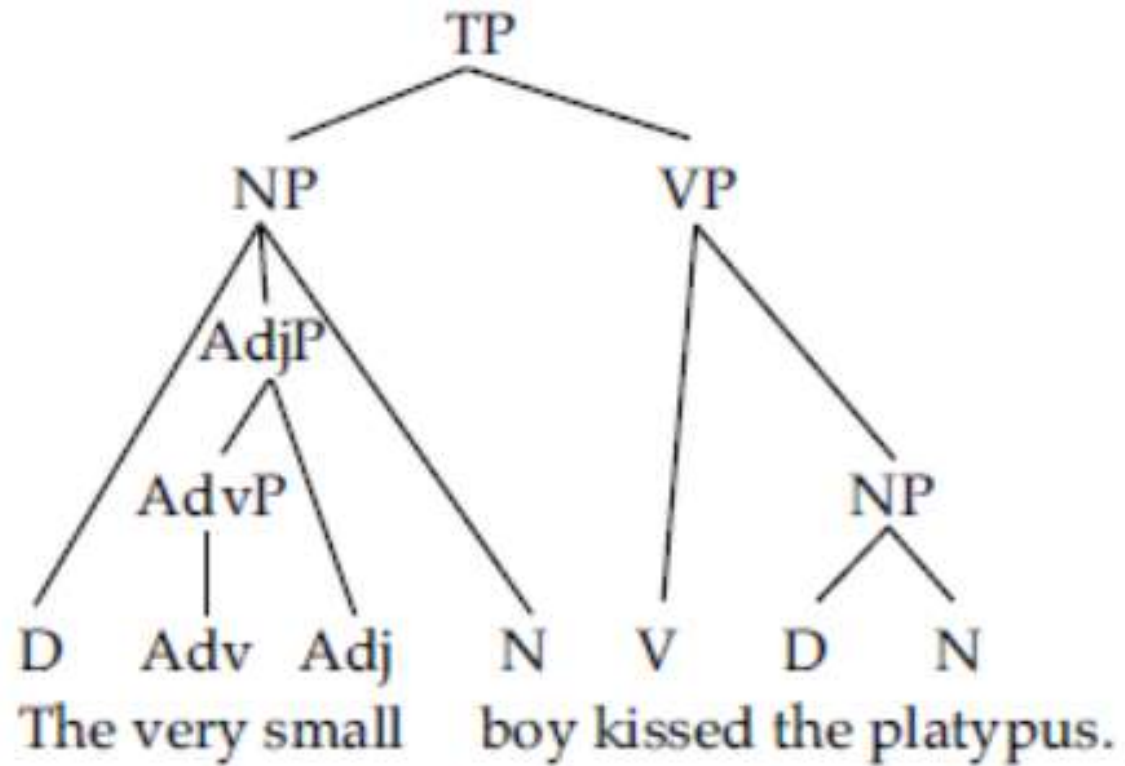 TP
NP VP
AdjP
AdvP NP
D Adv Adj N V D N
The very small boy kissed the platypus.